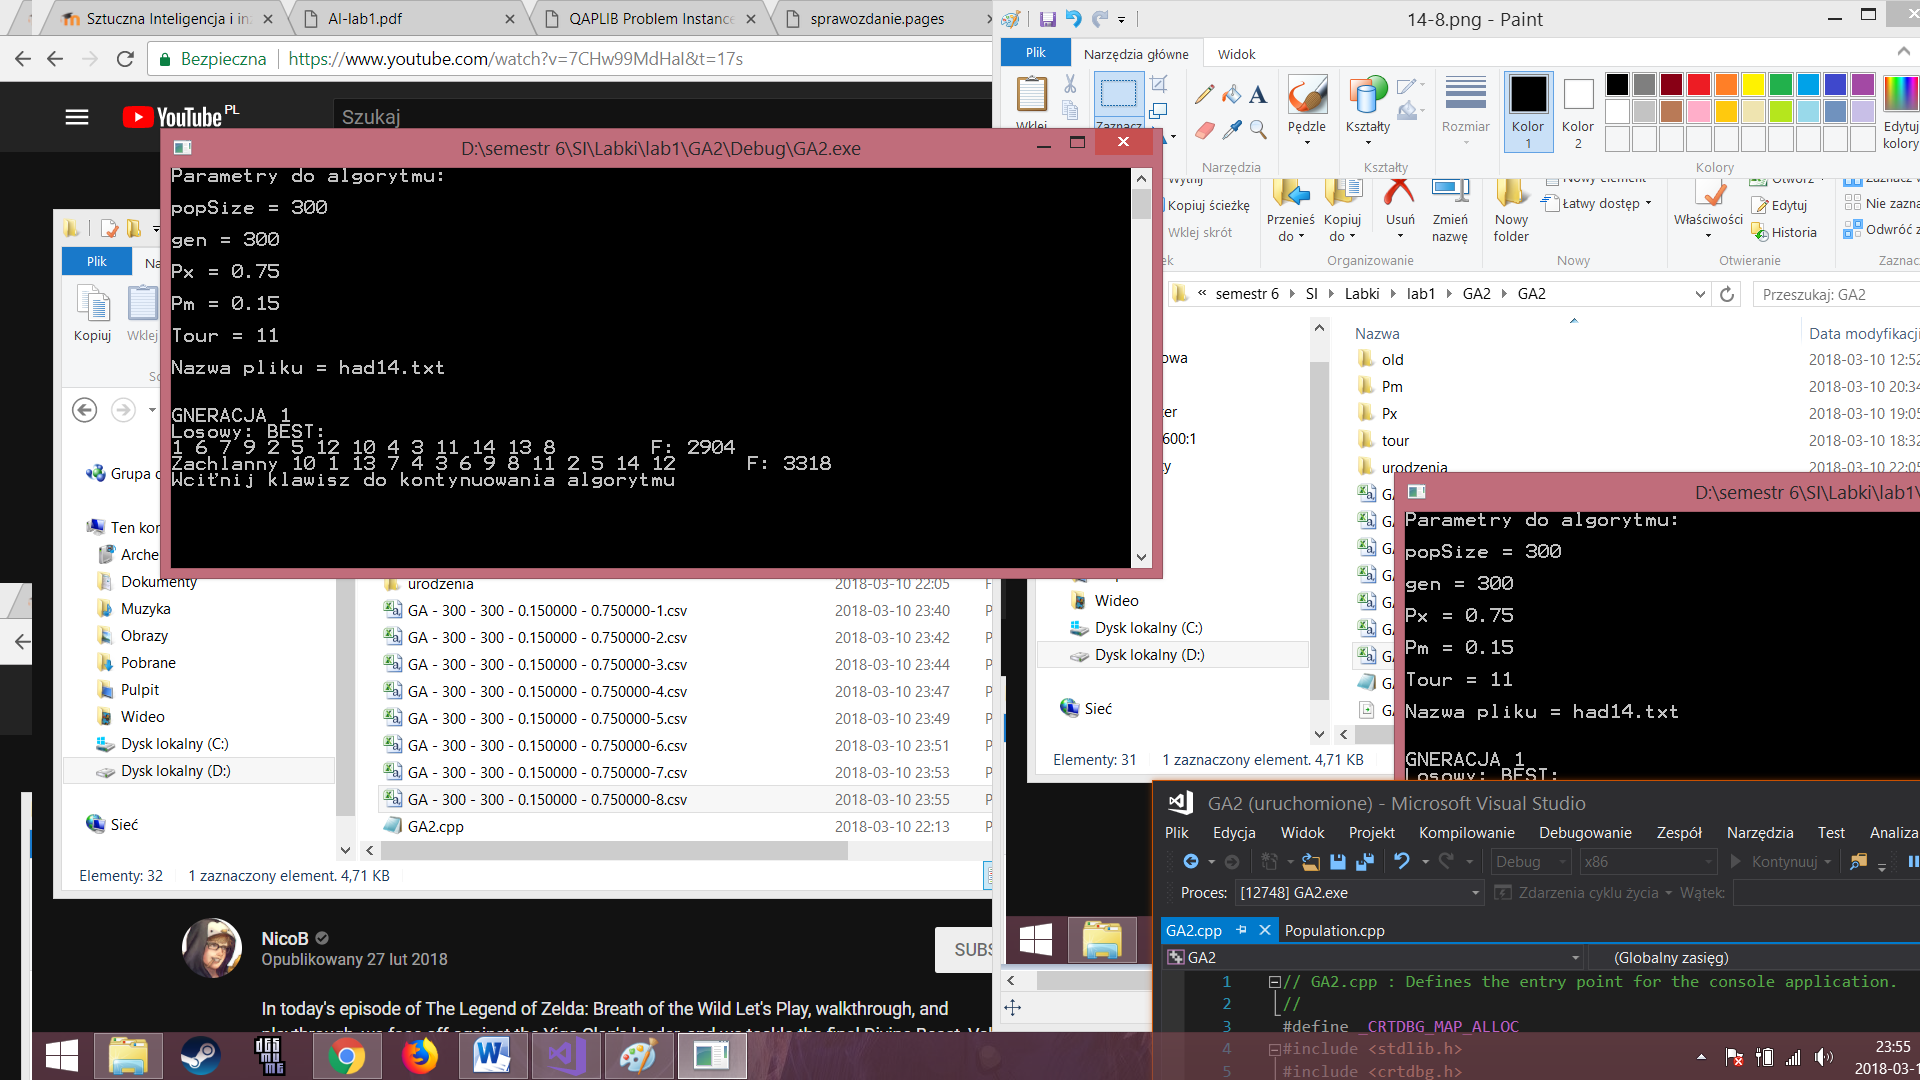 Sztuczna Inteligencja i in
AI-lab1.pdf
QAPLIB Problem Instance
sprawozdanie.pages
Bezpieczna
https://www.youtube.com/watch?v=7CHw99MdHaI&t=17s
YouTube PL
Szukaj
14-8.png - Paint
Plik
Narzędzia główne
Widok
Wklej
Zaznacz
Narzędzia
Pędzle
Kształty
Kształty
Rozmiar
Kolor 1
Kolor 2
Kolory
Edytuj kolory
D:\semestr 6\SI\Labki\lab1\GA2\Debug\GA2.exe
Parametry do algorytmu:
popSize = 300
gen = 300
Px = 0.75
Pm = 0.15
Tour = 11
Nazwa pliku = had14.txt
GNERACJA 1
Losowy: BEST:
1 6 7 9 2 5 12 10 4 3 11 14 13 8 F: 2904
Zachlanny 10 1 13 7 4 3 6 9 8 11 2 5 14 12 F: 3318
Wciťnij klawisz do kontynuowania algorytmu
Plik
Na
Kopiuj
Wklej
Grupa d
Ten kom
Arche
Dokumenty
Muzyka
Obrazy
Pobrane
Pulpit
Wideo
Dysk lokalny (C:)
Dysk lokalny (D:)
Sieć
urodzenia 2018-03-10 22:05
GA - 300 - 300 - 0.150000 - 0.750000-1.csv 2018-03-10 23:40 P
GA - 300 - 300 - 0.150000 - 0.750000-2.csv 2018-03-10 23:42 P
GA - 300 - 300 - 0.150000 - 0.750000-3.csv 2018-03-10 23:44 P
GA - 300 - 300 - 0.150000 - 0.750000-4.csv 2018-03-10 23:47 P
GA - 300 - 300 - 0.150000 - 0.750000-5.csv 2018-03-10 23:49 P
GA - 300 - 300 - 0.150000 - 0.750000-6.csv 2018-03-10 23:51 P
GA - 300 - 300 - 0.150000 - 0.750000-7.csv 2018-03-10 23:53 P
GA - 300 - 300 - 0.150000 - 0.750000-8.csv 2018-03-10 23:55 P
GA2.cpp 2018-03-10 22:13 P
Elementy: 32 1 zaznaczony element. 4,71 KB
Wytnij
Kopiuj ścieżkę
Wklej skrót
Przenieś do
Kopiuj do
Usuń
Zmień nazwę
Organizowanie
Nowy folder
Nowy element
Łatwy dostęp
Nowy
Właściwości
Otwórz
Edytuj
Historia
Otwieranie
Zaznacz w
Nie zazna
Odwróć z
Zaznac
« semestr 6 SI Labki lab1 GA2 GA2
Przeszukaj: GA2
Nazwa
Data modyfikacji
old 2018-03-10 12:52
Pm 2018-03-10 20:34
Px 2018-03-10 19:05
tour 2018-03-10 18:32
urodzenia 2018-03-10 22:05
owa
ter
600:1
Wideo
Dysk lokalny (C:)
Dysk lokalny (D:)
Sieć
Elementy: 31 1 zaznaczony element. 4,71 KB
D:\semestr 6\SI\Labki\lab1\
Parametry do algorytmu:
popSize = 300
gen = 300
Px = 0.75
Pm = 0.15
Tour = 11
Nazwa pliku = had14.txt
GNERACJA 1
Losowy: BEST:
GA2 (uruchomione) - Microsoft Visual Studio
Plik Edycja Widok Projekt Kompilowanie Debugowanie Zespół Narzędzia Test Analiza
Debug x86 Kontynuuj
Proces: [12748] GA2.exe Zdarzenia cyklu życia Wątek:
GA2.cpp Population.cpp
GA2 (Globalny zasięg)
1 // GA2.cpp : Defines the entry point for the console application.
2 //
3 #define _CRTDBG_MAP_ALLOC
4 #include <stdlib.h>
5 #include <crtdbg.h>
NicoB
Opublikowany 27 lut 2018
SUBS
In today's episode of The Legend of Zelda: Breath of the Wild Let's Play, walkthrough, and
23:55
2018-03-1